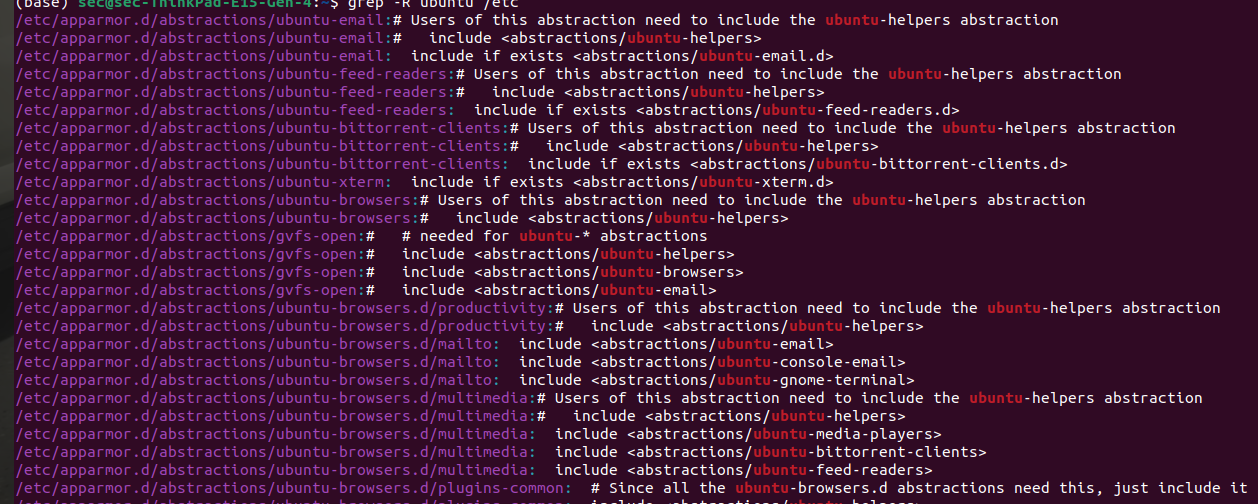 (base) sec@sec-ThinkPad-E15-Gen-4:~$ grep -R ubuntu /etc
/etc/apparmor.d/abstractions/ubuntu-email:# Users of this abstraction need to include the ubuntu-helpers abstraction
/etc/apparmor.d/abstractions/ubuntu-email:#   include <abstractions/ubuntu-helpers>
/etc/apparmor.d/abstractions/ubuntu-email:  include if exists <abstractions/ubuntu-email.d>
/etc/apparmor.d/abstractions/ubuntu-feed-readers:# Users of this abstraction need to include the ubuntu-helpers abstraction
/etc/apparmor.d/abstractions/ubuntu-feed-readers:#   include <abstractions/ubuntu-helpers>
/etc/apparmor.d/abstractions/ubuntu-feed-readers:  include if exists <abstractions/ubuntu-feed-readers.d>
/etc/apparmor.d/abstractions/ubuntu-bittorrent-clients:# Users of this abstraction need to include the ubuntu-helpers abstraction
/etc/apparmor.d/abstractions/ubuntu-bittorrent-clients:#   include <abstractions/ubuntu-helpers>
/etc/apparmor.d/abstractions/ubuntu-bittorrent-clients:  include if exists <abstractions/ubuntu-bittorrent-clients.d>
/etc/apparmor.d/abstractions/ubuntu-xterm:  include if exists <abstractions/ubuntu-xterm.d>
/etc/apparmor.d/abstractions/ubuntu-browsers:# Users of this abstraction need to include the ubuntu-helpers abstraction
/etc/apparmor.d/abstractions/ubuntu-browsers:#   include <abstractions/ubuntu-helpers>
/etc/apparmor.d/abstractions/gvfs-open:#   # needed for ubuntu-* abstractions
/etc/apparmor.d/abstractions/gvfs-open:#   include <abstractions/ubuntu-helpers>
/etc/apparmor.d/abstractions/gvfs-open:#   include <abstractions/ubuntu-browsers>
/etc/apparmor.d/abstractions/gvfs-open:#   include <abstractions/ubuntu-email>
/etc/apparmor.d/abstractions/ubuntu-browsers.d/productivity:# Users of this abstraction need to include the ubuntu-helpers abstraction
/etc/apparmor.d/abstractions/ubuntu-browsers.d/productivity:#   include <abstractions/ubuntu-helpers>
/etc/apparmor.d/abstractions/ubuntu-browsers.d/mailto:  include <abstractions/ubuntu-email>
/etc/apparmor.d/abstractions/ubuntu-browsers.d/mailto:  include <abstractions/ubuntu-console-email>
/etc/apparmor.d/abstractions/ubuntu-browsers.d/mailto:  include <abstractions/ubuntu-gnome-terminal>
/etc/apparmor.d/abstractions/ubuntu-browsers.d/multimedia:# Users of this abstraction need to include the ubuntu-helpers abstraction
/etc/apparmor.d/abstractions/ubuntu-browsers.d/multimedia:#   include <abstractions/ubuntu-helpers>
/etc/apparmor.d/abstractions/ubuntu-browsers.d/multimedia:  include <abstractions/ubuntu-media-players>
/etc/apparmor.d/abstractions/ubuntu-browsers.d/multimedia:  include <abstractions/ubuntu-bittorrent-clients>
/etc/apparmor.d/abstractions/ubuntu-browsers.d/multimedia:  include <abstractions/ubuntu-feed-readers>
/etc/apparmor.d/abstractions/ubuntu-browsers.d/plugins-common:  # Since all the ubuntu-browsers.d abstractions need this, just include it